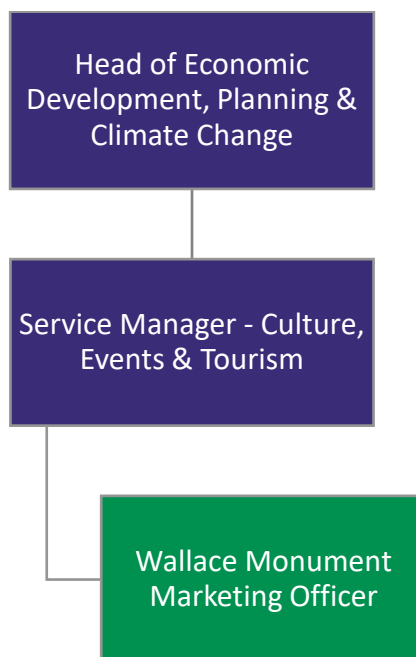 Head of Economic
Development, Planning &
Climate Change
Service Manager - Culture,
Events & Tourism
Wallace Monument
Marketing Officer